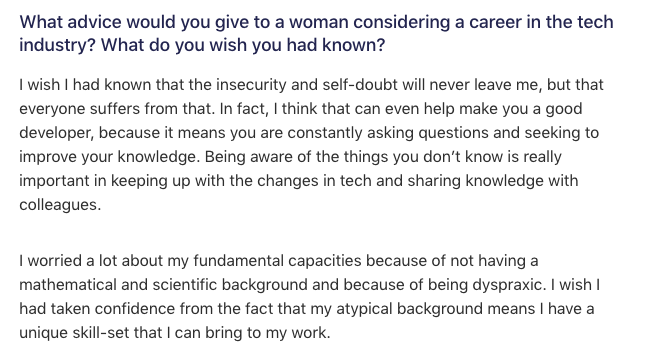 What advice would you give to a woman considering a career in the tech
industry? What do you wish you had known?
I wish I had known that the insecurity and self-doubt will never leave me, but that
everyone suffers from that. In fact, I think that can even help make you a good
developer, because it means you are constantly asking questions and seeking to
improve your knowledge. Being aware of the things you don’t know is really
important in keeping up with the changes in tech and sharing knowledge with
colleagues.
I worried a lot about my fundamental capacities because of not having a
mathematical and scientific background and because of being dyspraxic. I wish I
had taken confidence from the fact that my atypical background means I have a
unique skill-set that I can bring to my work.